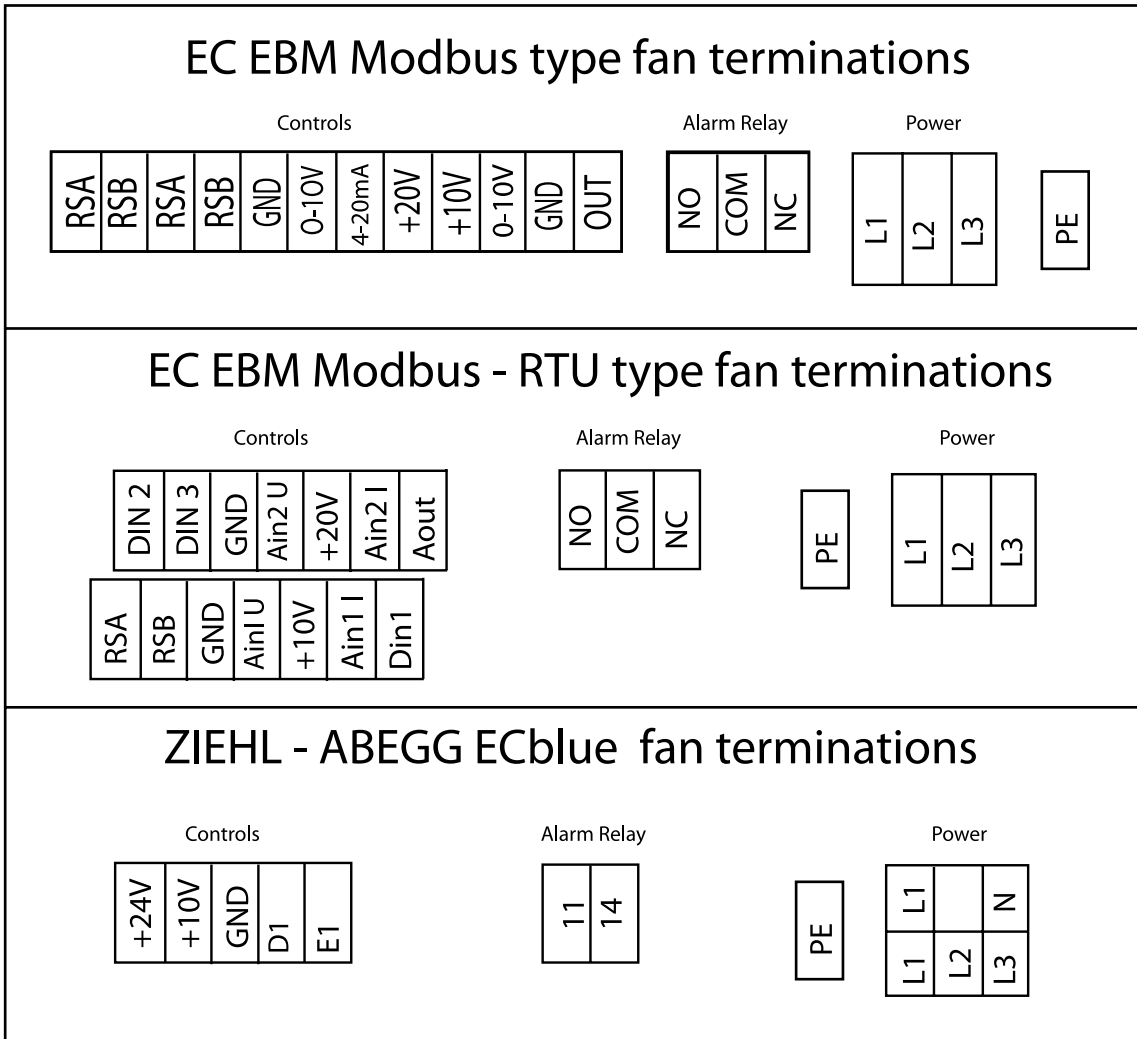 EC EBM Modbus type fan terminations
Controls Alarm Relay Power
RSA RSB RSA RSB GND 0-10V 4-20mA +20V +10V 0-10V GND OUT
NO COM NC
L1 L2 L3
PE
EC EBM Modbus - RTU type fan terminations
Controls Alarm Relay Power
DIN 2 DIN 3 GND Ain2 U +20V Ain2 I Aout
RSA RSB GND AinI U +10V Ain1 I Din1
NO COM NC
PE
L1 L2 L3
ZIEHL - ABEGG ECblue fan terminations
Controls Alarm Relay Power
+24V +10V GND D1 E1
11 14
PE
L1 N
L1 L2 L3